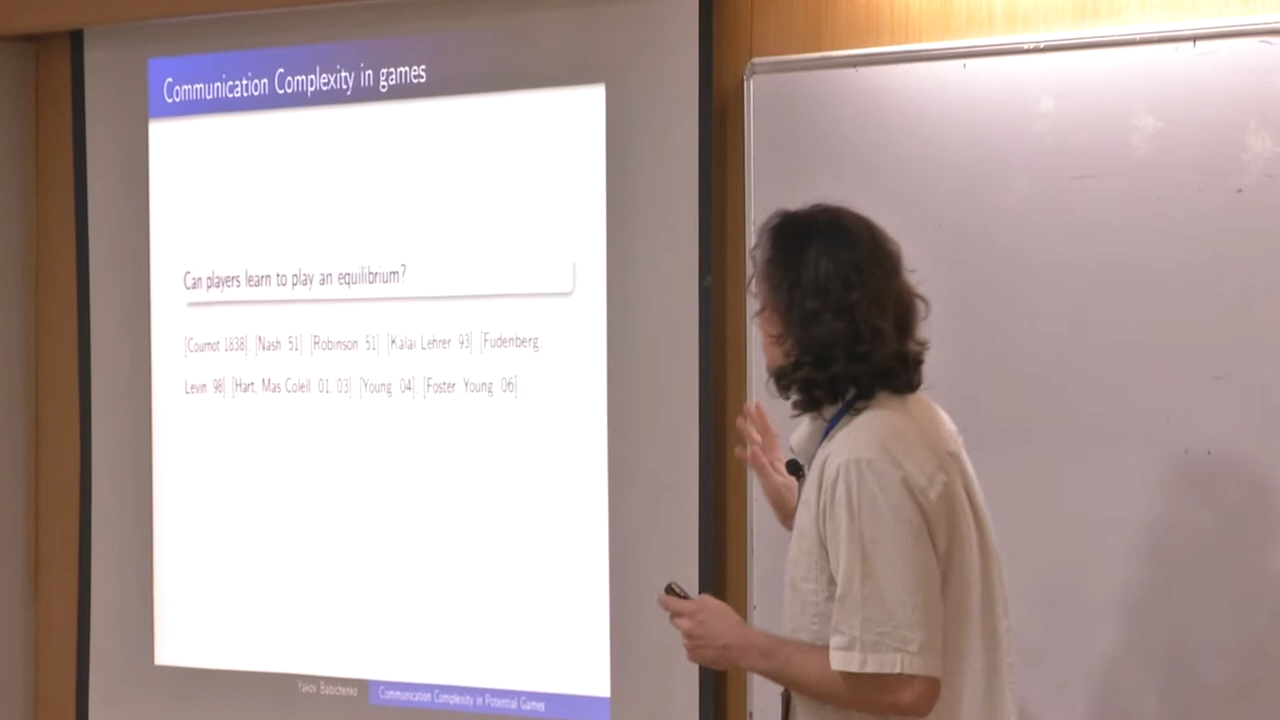 Communication Complexity in games
Can players learn to play an equilibrium?
[Cournot 1838], [Nash 51], [Robinson 51], [Kalai Lehrer 93], [Fudenberg,
Levin 98], [Hart, Mas Colell 01, 03], [Young 04], [Foster Young 06]...
Yakov Babichenko
Communication Complexity in Potential Games